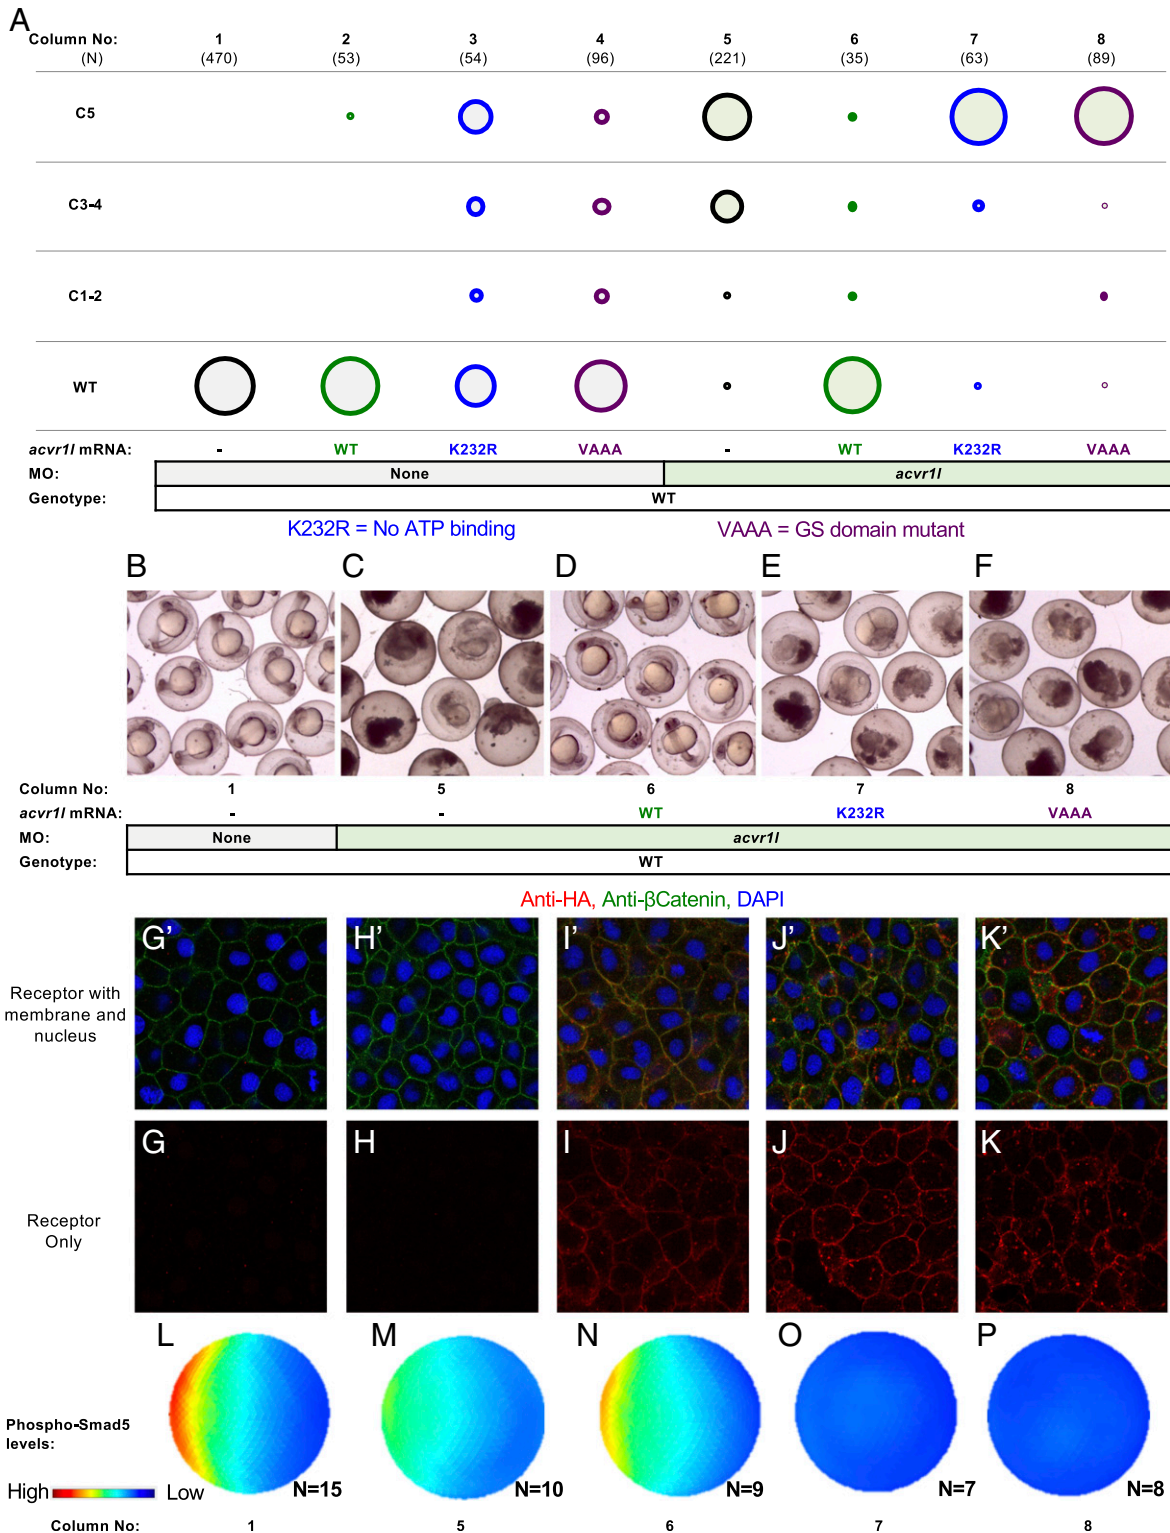 A
Column No: 1 2 3 4 5 6 7 8
(N) (470) (53) (54) (96) (221) (35) (63) (89)
C5
C3-4
C1-2
WT
acvr1l mRNA: - WT K232R VAAA - WT K232R VAAA
MO: None acvr1l
Genotype: WT
K232R = No ATP binding VAAA = GS domain mutant
B C D E F
Column No: 1 5 6 7 8
acvr1l mRNA: - - WT K232R VAAA
MO: None acvr1l
Genotype: WT
Anti-HA, Anti-βCatenin, DAPI
G’ H’ I’ J’ K’
Receptor with
membrane and
nucleus
G H I J K
Receptor
Only
L M N O P
Phospho-Smad5
levels:
High Low N=15 N=10 N=9 N=7 N=8
Column No: 1 5 6 7 8